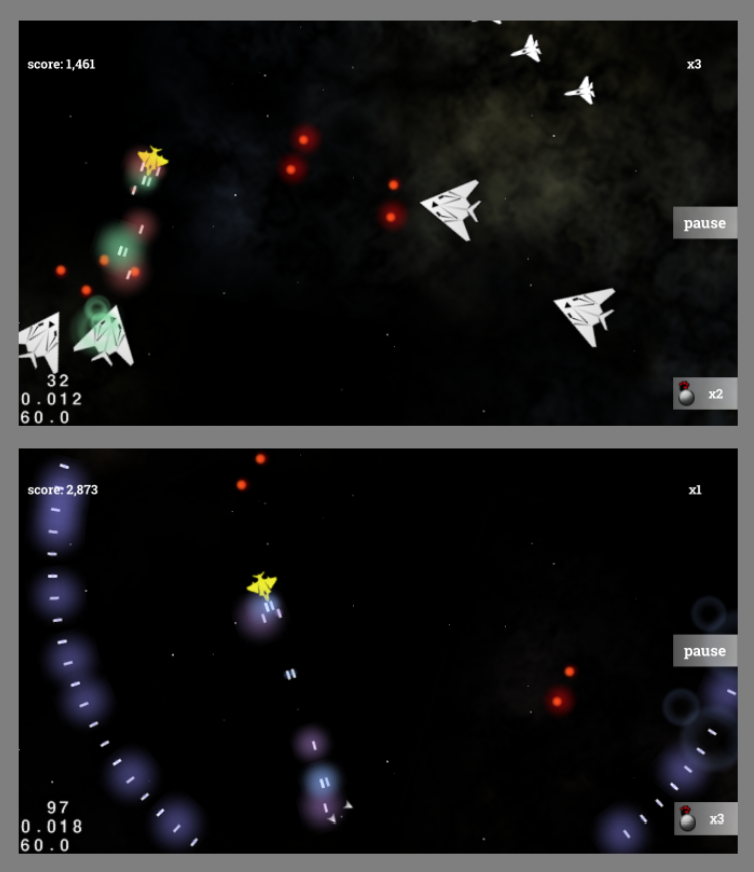 score: 1,461
x3
pause
32
0.012
60.0
x2
score: 2,873
x1
pause
97
0.018
60.0
x3